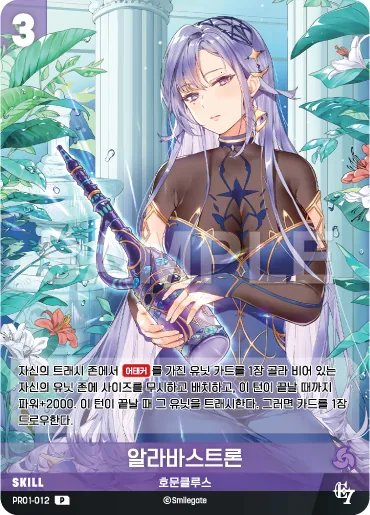 3
SAMPLE
자신의 트래시 존에서 어태커 를 가진 유닛 카드를 1장 골라 비어 있는
자신의 유닛 존에 사이즈를 무시하고 배치하고, 이 턴이 끝날 때까지
파워+2000. 이 턴이 끝날 때 그 유닛을 트래시한다. 그러면 카드를 1장
드로우한다.
알라바스트론
SKILL
호문클루스
PR01-012 P
©Smilegate
E7